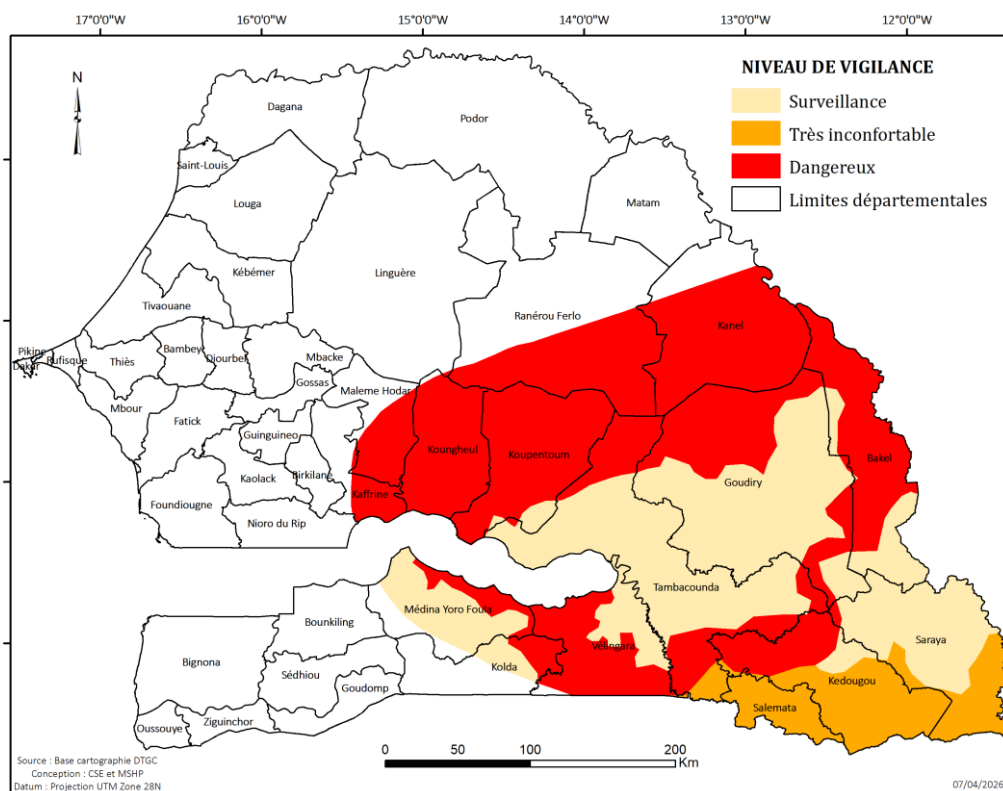 17°0'0"W
16°0'0"W
15°0'0"W
14°0'0"W
13°0'0"W
12°0'0"W
N
NIVEAU DE VIGILANCE
Surveillance
Très inconfortable
Dangereux
Limites départementales
Dagana
Podor
Saint-Louis
Louga
Matam
Kébémer
Linguère
Tivaouane
Ranérou Ferlo
Kanel
Pikine
Dakar
Rufisque
Thiès
Bambey
Diourbel
Mbacke
Gossas
Maleme Hodar
Mbour
Fatick
Guinguineo
Koungheul
Koupentoum
Bakel
Kaolack
Birkilane
Goudiry
Kaffrine
Foundiougne
Nioro du Rip
Tambacounda
Médina Yoro Foula
Bounkiling
Vélingara
Saraya
Bignona
Kolda
Sédhiou
Goudomp
Kedougou
Salemata
Oussouye
Ziguinchor
0 50 100 200
Km
Source : Base cartographie DTGC
Conception : CSE et MSHP
Datum : Projection UTM Zone 28N
07/04/2026